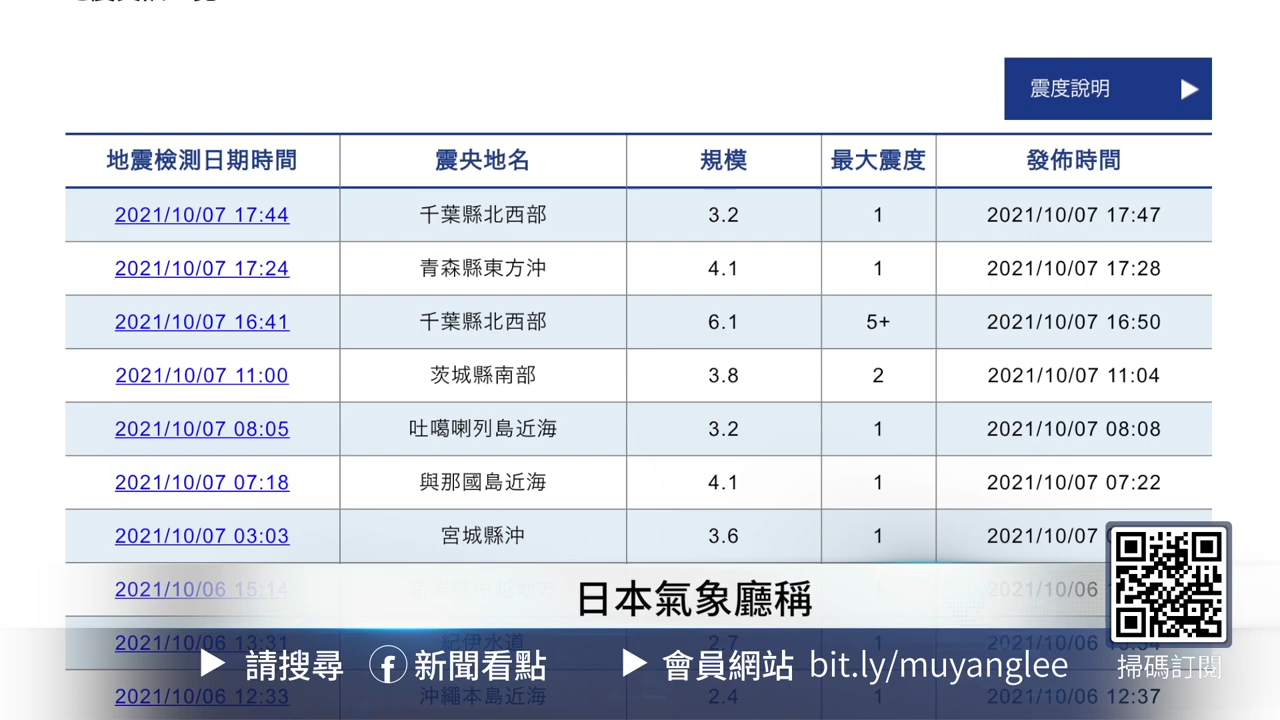 震度說明
地震檢測日期時間 震央地名 規模 最大震度 發佈時間
2021/10/07 17:44 千葉縣北西部 3.2 1 2021/10/07 17:47
2021/10/07 17:24 青森縣東方沖 4.1 1 2021/10/07 17:28
2021/10/07 16:41 千葉縣北西部 6.1 5+ 2021/10/07 16:50
2021/10/07 11:00 茨城縣南部 3.8 2 2021/10/07 11:04
2021/10/07 08:05 吐噶喇列島近海 3.2 1 2021/10/07 08:08
2021/10/07 07:18 與那國島近海 4.1 1 2021/10/07 07:22
2021/10/07 03:03 宮城縣沖 3.6 1 2021/10/07
2021/10/06 15:14 1 2021/10/06
日本氣象廳稱
2021/10/06 13:31 紀伊水道 2.7 1 2021/10/06
請搜尋 新聞看點 會員網站 bit.ly/muyanglee 掃碼訂閱
2021/10/06 12:33 沖繩本島近海 2.4 1 2021/10/06 12:37